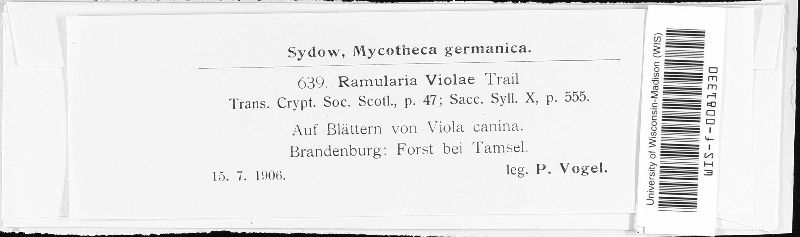 Sydow, Mycotheca germanica.
639. Ramularia Violae Trail
Trans. Crypt. Soc. Scotl., p. 47; Sacc. Syll. X, p. 555.
Auf Blättern von Viola canina.
Brandenburg: Forst bei Tamsel.
15. 7. 1906. leg. P. Vogel.
University of Wisconsin-Madison (WIS)
WIS-f-0081330